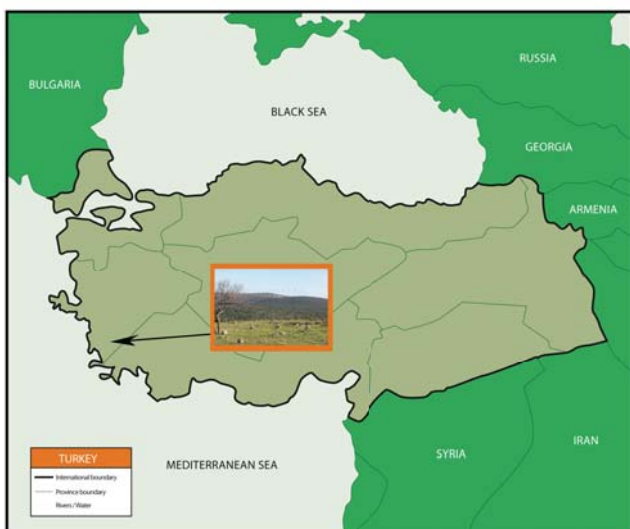 RUSSIA
BULGARIA
BLACK SEA
GEORGIA
ARMENIA
TURKEY
International boundary
Province boundary
Rivers / Water
MEDITERRANEAN SEA
SYRIA
IRAN